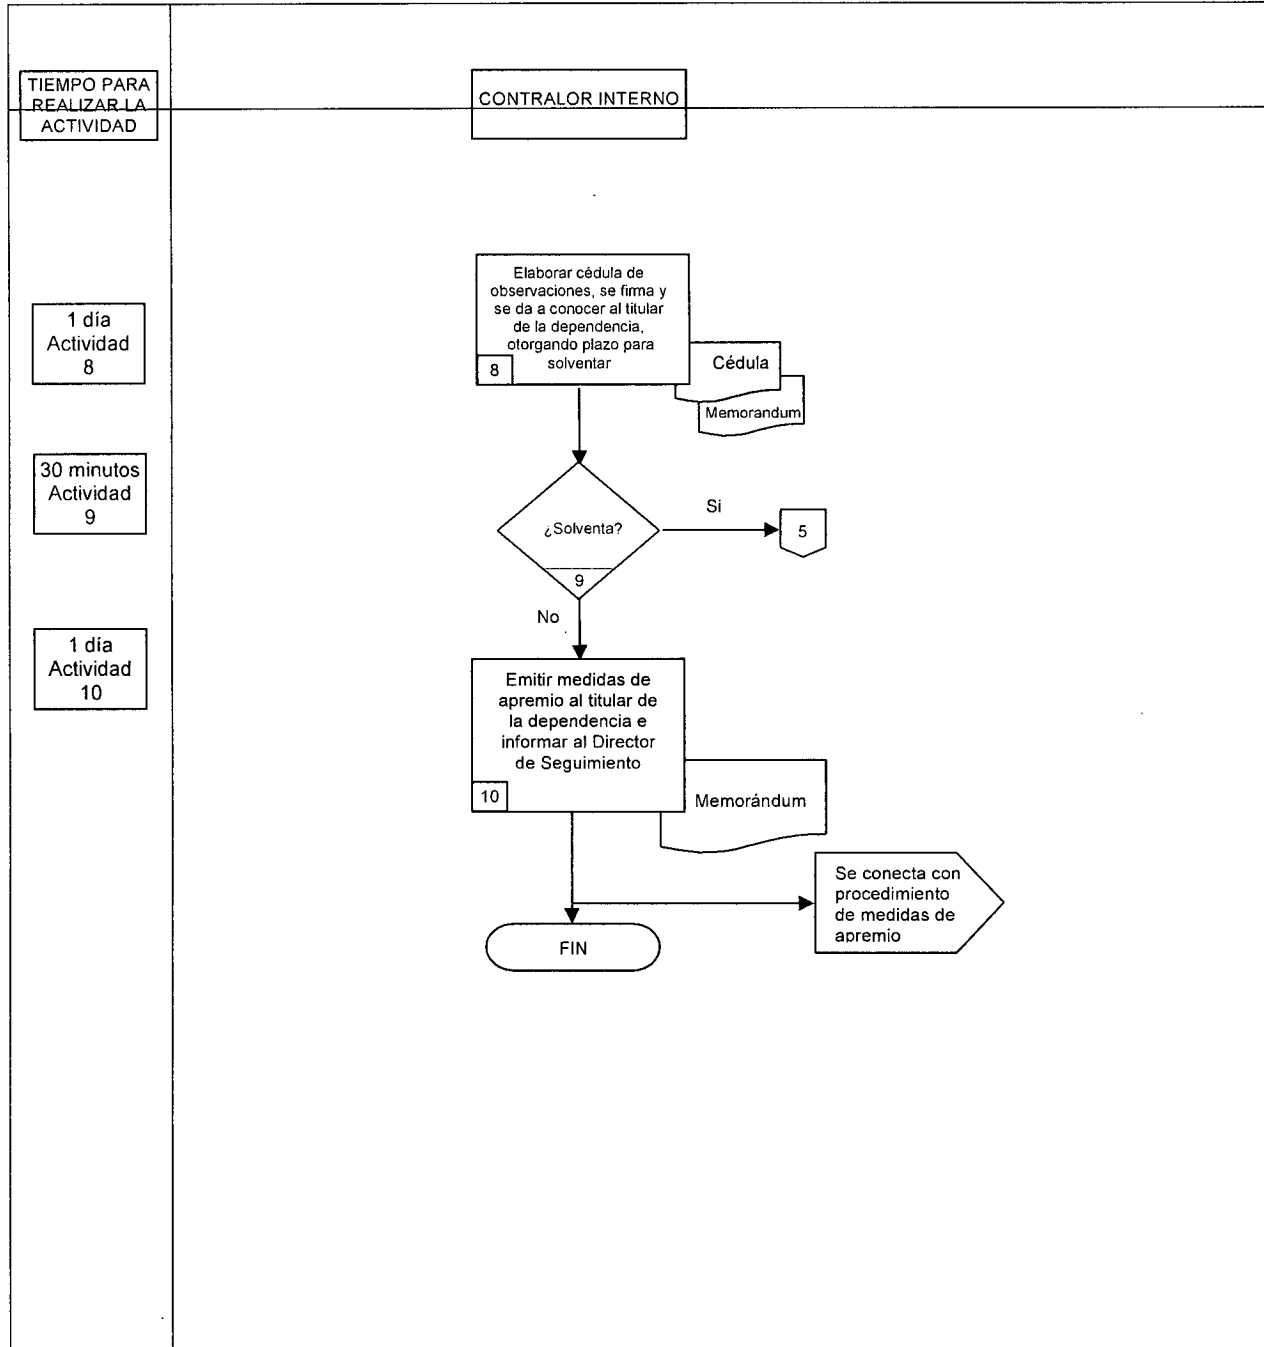 TIEMPO PARA
REALIZAR LA
ACTIVIDAD
CONTRALOR INTERNO
Elaborar cédula de
observaciones, se firma y
se da a conocer al titular
de la dependencia,
otorgando plazo para
solventar
8
Cédula
Memorandum
1 día
Actividad
8
30 minutos
Actividad
9
¿Solventa?
9
Si
5
No
1 día
Actividad
10
Emitir medidas de
apremio al titular de
la dependencia e
informar al Director
de Seguimiento
10
Memorándum
Se conecta con
procedimiento
de medidas de
apremio
FIN